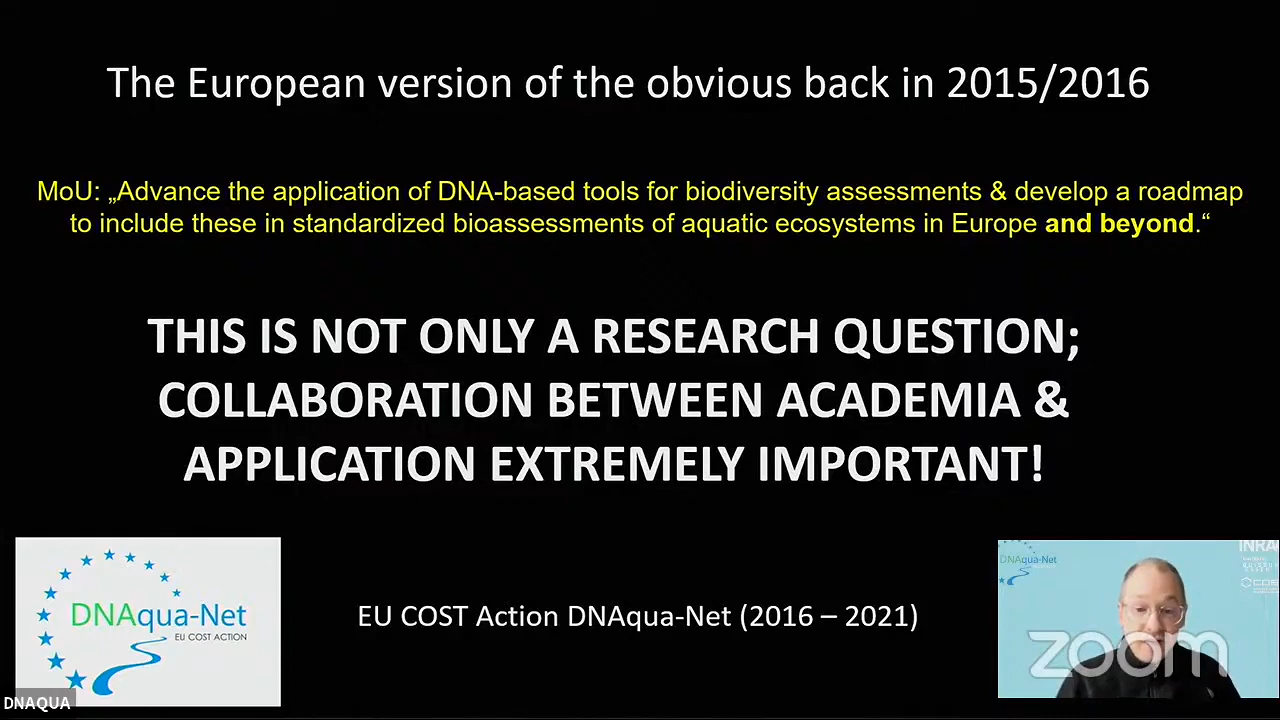 The European version of the obvious back in 2015/2016
MoU: „Advance the application of DNA-based tools for biodiversity assessments & develop a roadmap
to include these in standardized bioassessments of aquatic ecosystems in Europe and beyond.“
THIS IS NOT ONLY A RESEARCH QUESTION;
COLLABORATION BETWEEN ACADEMIA &
APPLICATION EXTREMELY IMPORTANT!
DNAqua-Net
EU COST ACTION
EU COST Action DNAqua-Net (2016 – 2021)
DNAqua-Net
zoom
DNAQUA